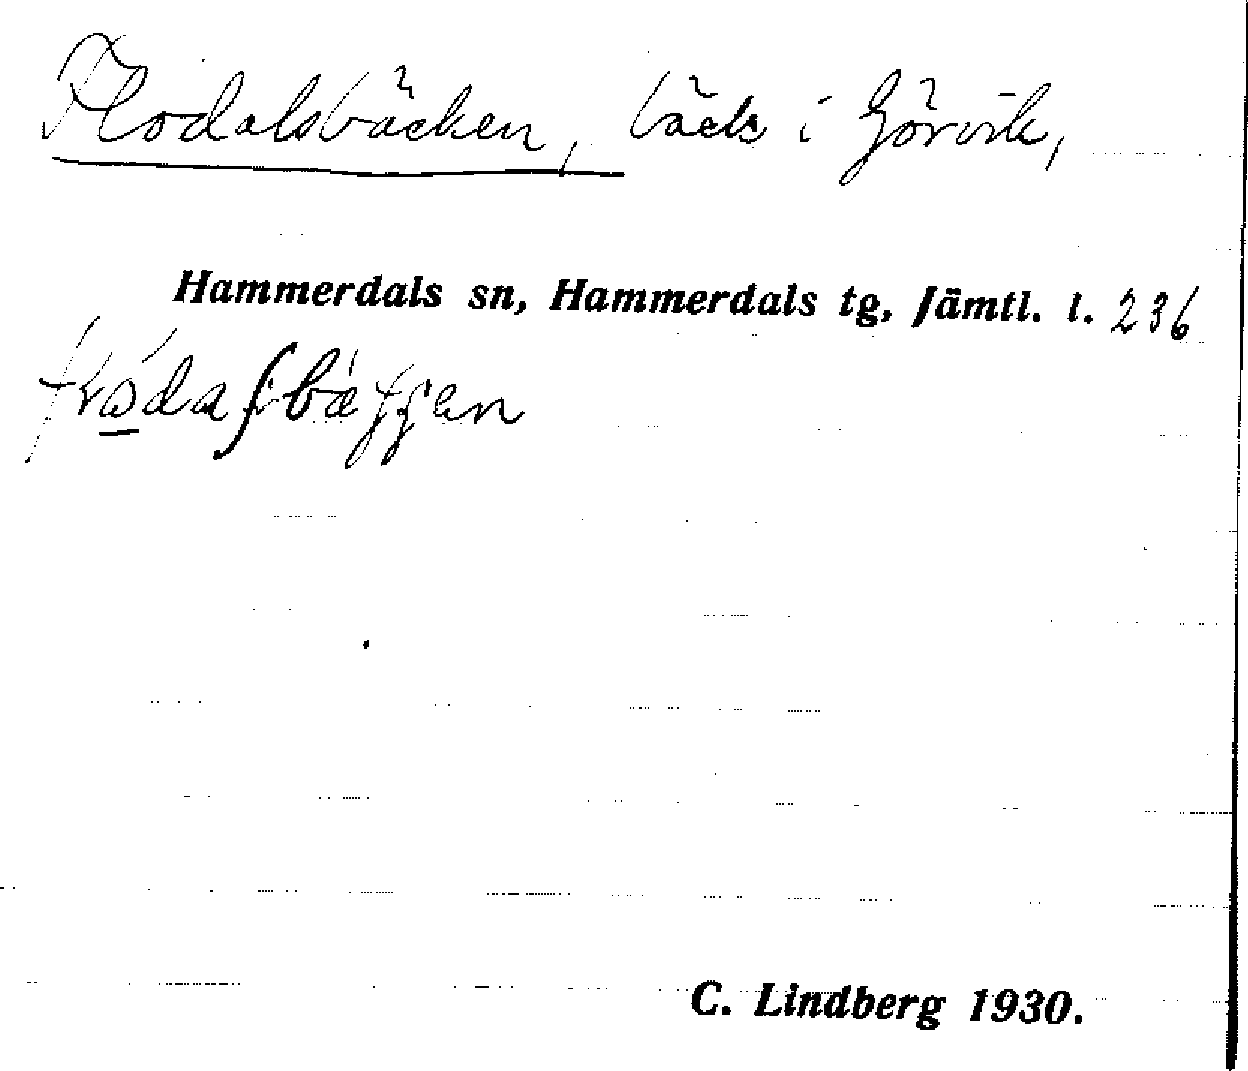 Flodalsbäcken, bäck i Görvik,
Hammerdals sn, Hammerdals tg, Jämtl. l. 236
C. Lindberg 1930.